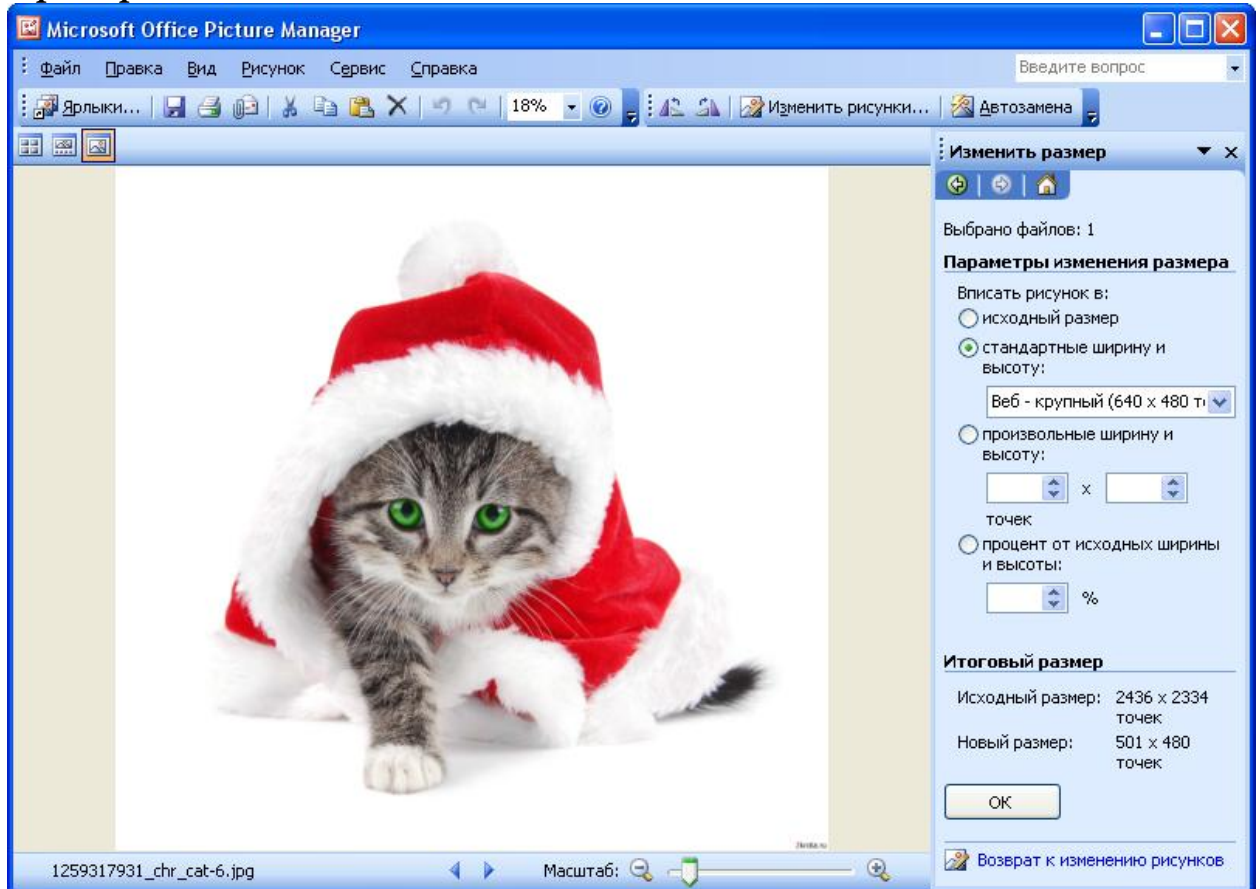 Microsoft Office Picture Manager
Файл Правка Вид Рисунок Сервис Справка Введите вопрос
Ярлыки... 18% Изменить рисунки... Автозамена
Изменить размер
Выбрано файлов: 1
Параметры изменения размера
Вписать рисунок в:
исходный размер
стандартные ширину и
высоту:
Веб - крупный (640 x 480 т
произвольные ширину и
высоту:
x
точек
процент от исходных ширины
и высоты:
%
Итоговый размер
Исходный размер: 2436 x 2334
точек
Новый размер: 501 x 480
точек
ОК
Возврат к изменению рисунков
1259317931_chr_cat-6.jpg Масштаб: